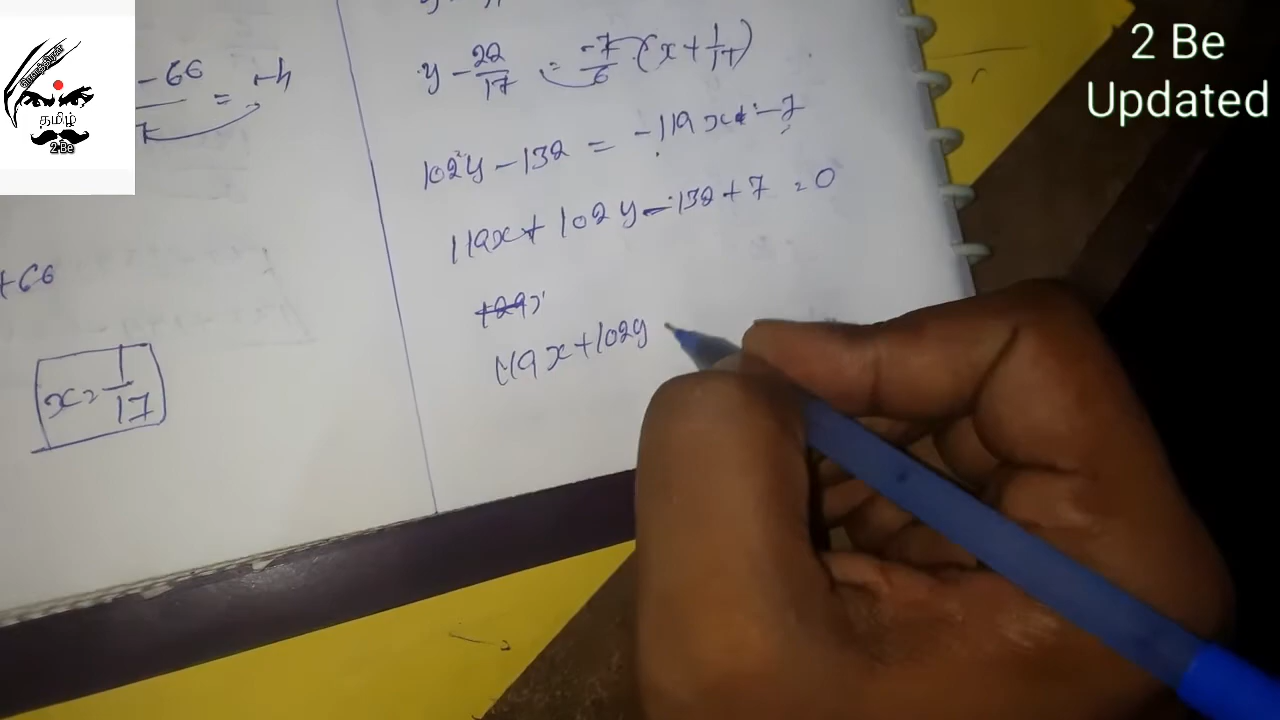 2 Be
Updated
தமிழ்
2 Be
-66 / 7 = -4
+66
x = 1/17
y - 22/17 = -7/6 (x + 1/17)
102y - 132 = -119x - 7
119x + 102y - 132 + 7 = 0
119x + 102y